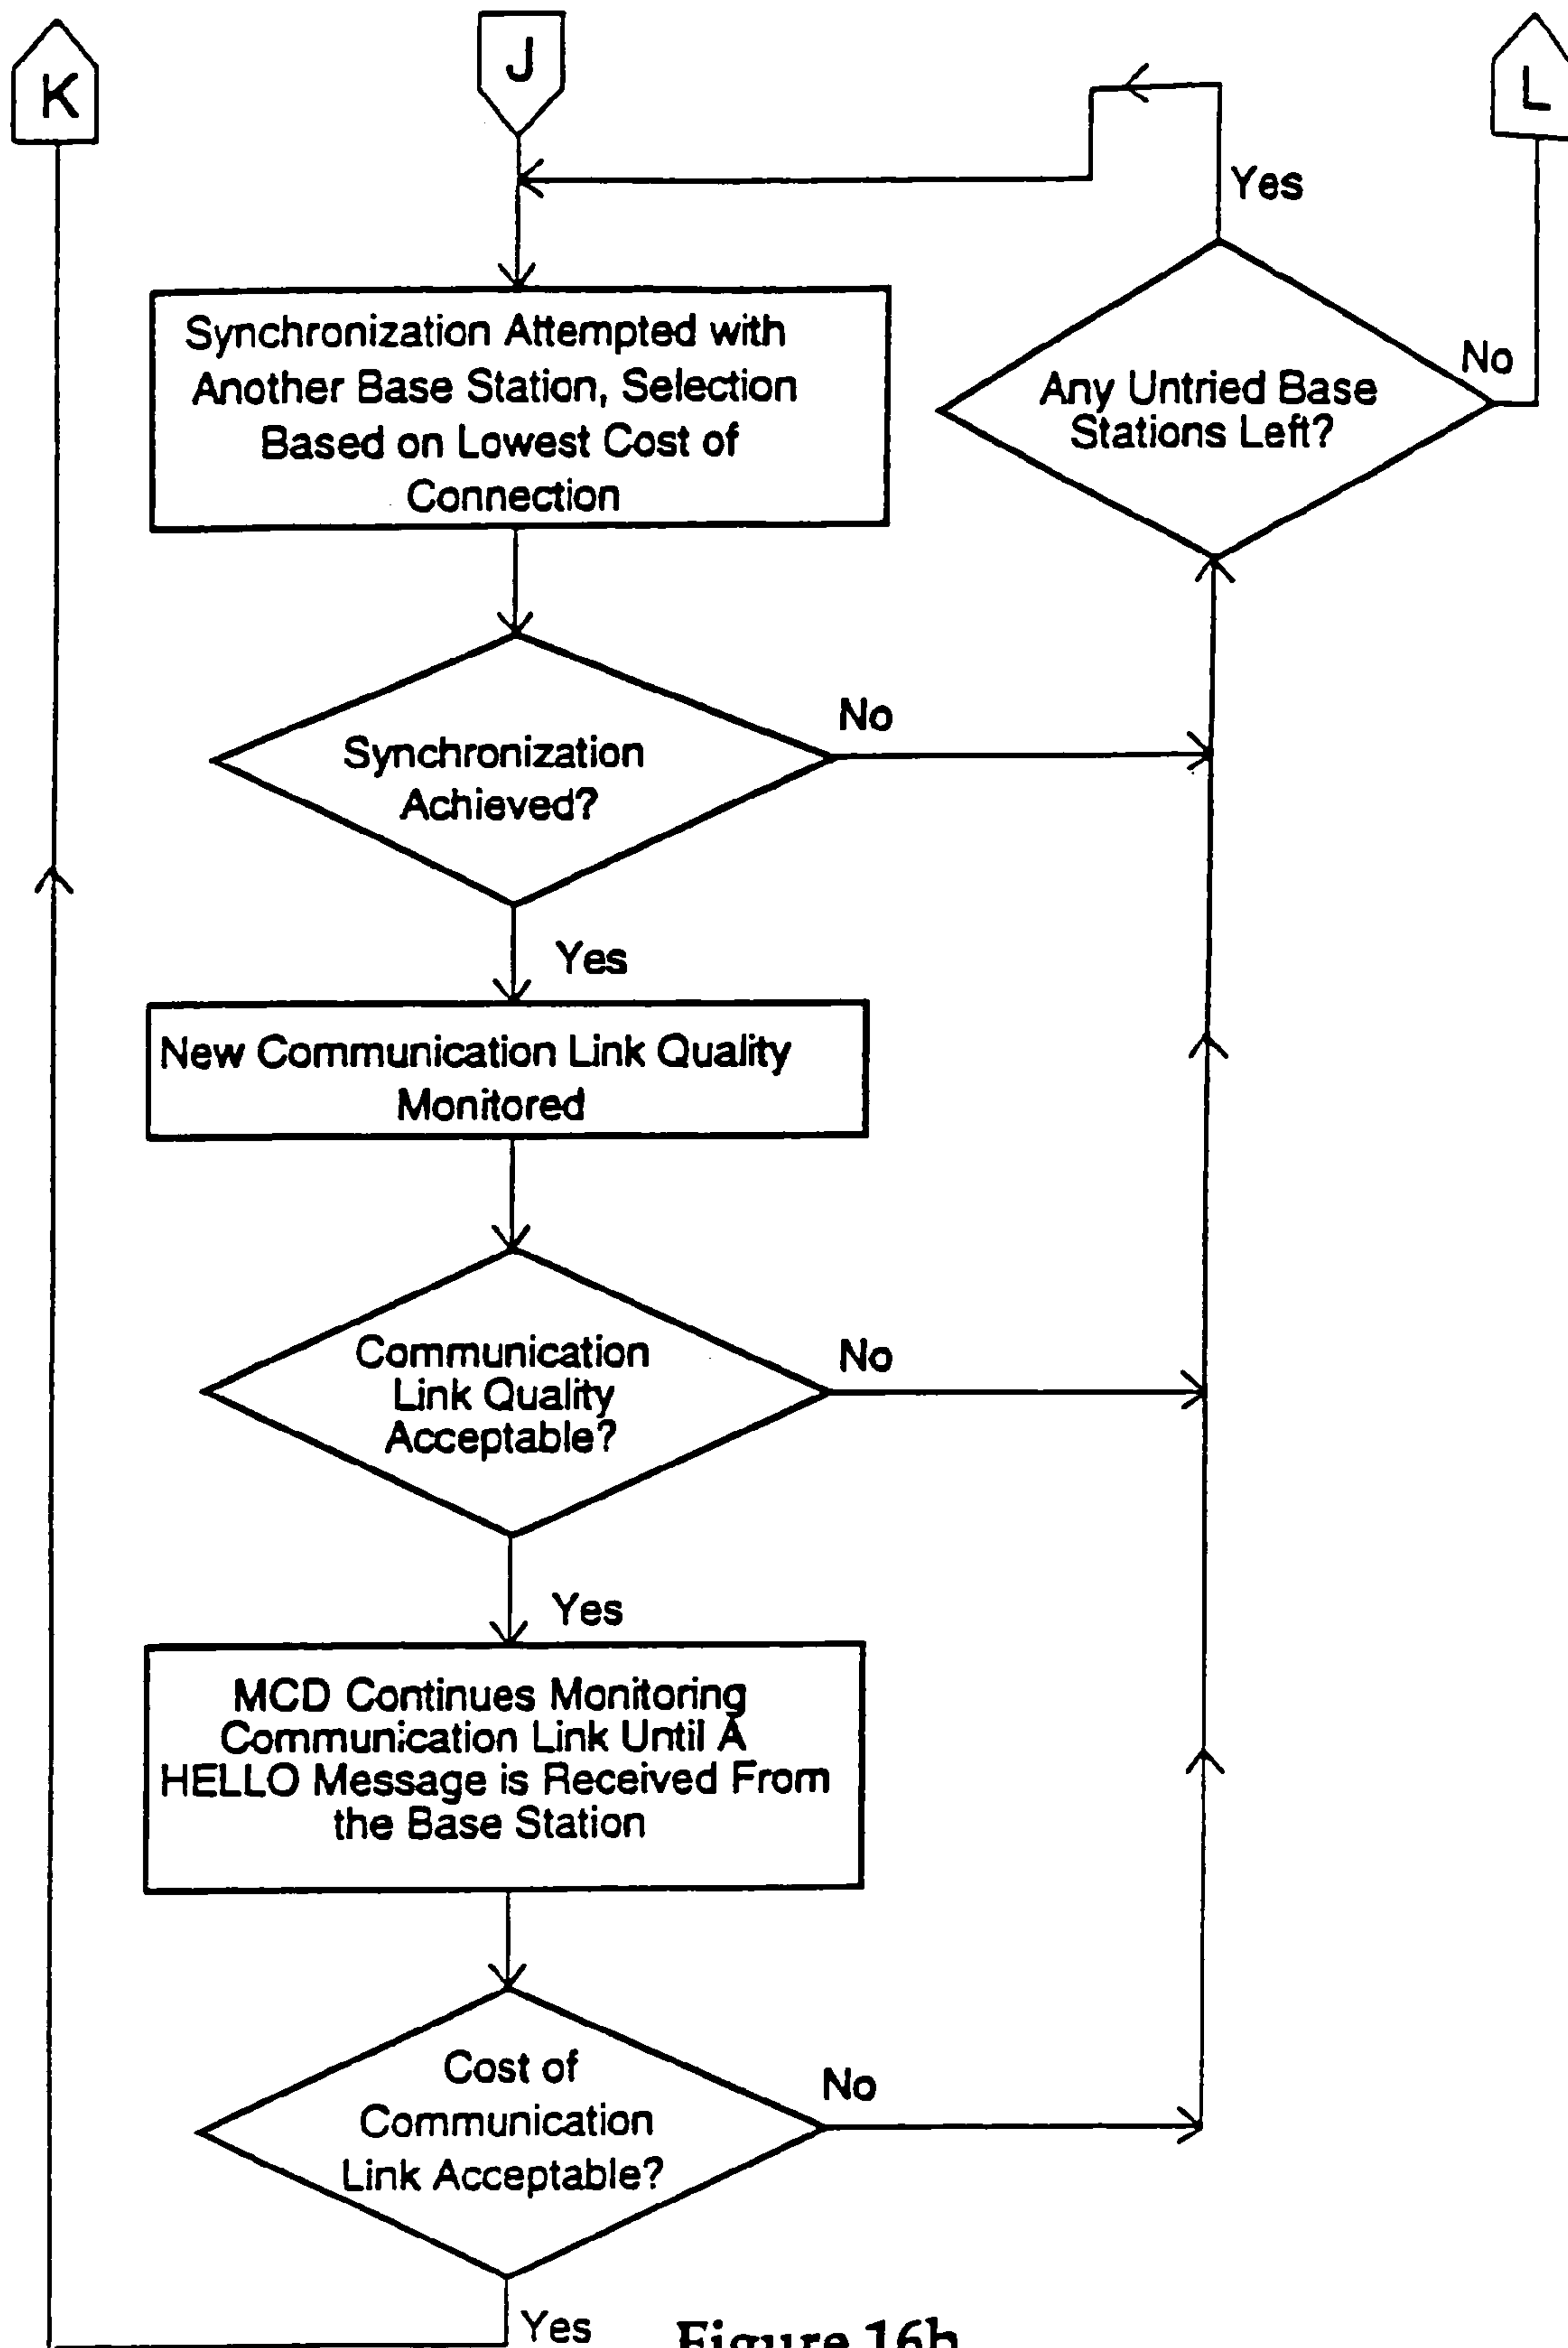 K
J
L
Yes
Synchronization Attempted with
Another Base Station, Selection
Based on Lowest Cost of
Connection
Any Untried Base
Stations Left?
No
Synchronization
Achieved?
No
Yes
New Communication Link Quality
Monitored
Communication
Link Quality
Acceptable?
No
Yes
MCD Continues Monitoring
Communication Link Until A
HELLO Message is Received From
the Base Station
Cost of
Communication
Link Acceptable?
No
Yes
Figure 16b